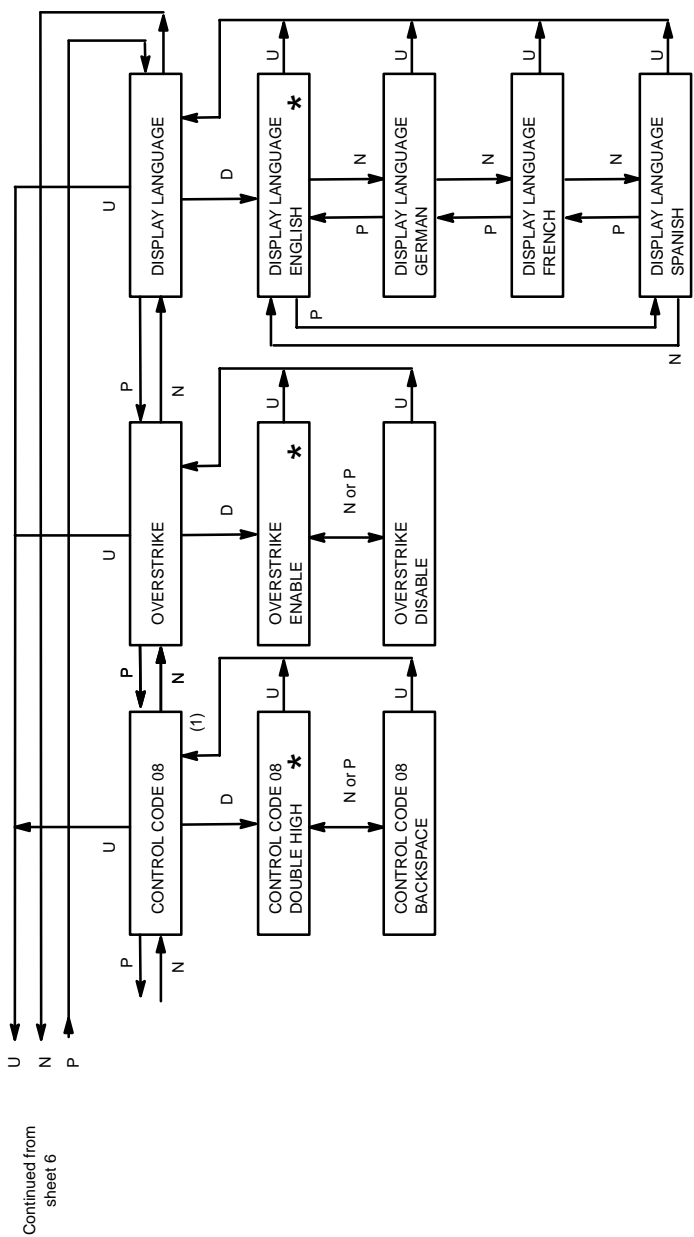 Continued from
sheet 6
U
N
P
P
N
U
CONTROL CODE 08
(1)
D
CONTROL CODE 08
DOUBLE HIGH
*
U
N or P
CONTROL CODE 08
BACKSPACE
U
P
N
U
OVERSTRIKE
D
OVERSTRIKE
ENABLE
*
U
N or P
OVERSTRIKE
DISABLE
U
P
N
U
DISPLAY LANGUAGE
D
DISPLAY LANGUAGE
ENGLISH
*
U
P
P
N
DISPLAY LANGUAGE
GERMAN
U
P
N
DISPLAY LANGUAGE
FRENCH
U
P
N
DISPLAY LANGUAGE
SPANISH
U
N